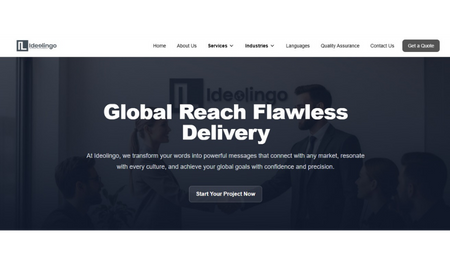 Ideolingo
Home About Us Services Industries Languages Quality Assurance Contact Us Get a Quote
Ideolingo
Global Reach Flawless
Delivery
At Ideolingo, we transform your words into powerful messages that connect with any market, resonate
with every culture, and achieve your global goals with confidence and precision.
Start Your Project Now